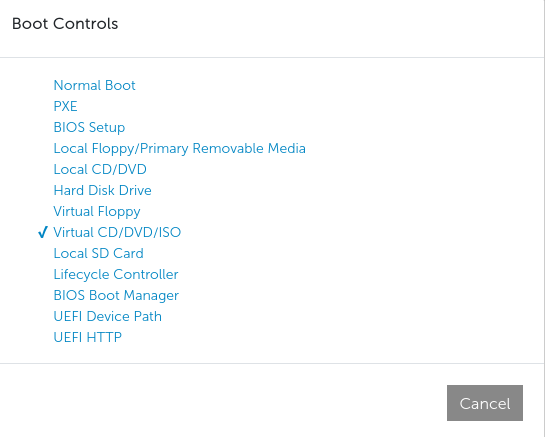 Boot Controls
Normal Boot
PXE
BIOS Setup
Local Floppy/Primary Removable Media
Local CD/DVD
Hard Disk Drive
Virtual Floppy
✓ Virtual CD/DVD/ISO
Local SD Card
Lifecycle Controller
BIOS Boot Manager
UEFI Device Path
UEFI HTTP
Cancel